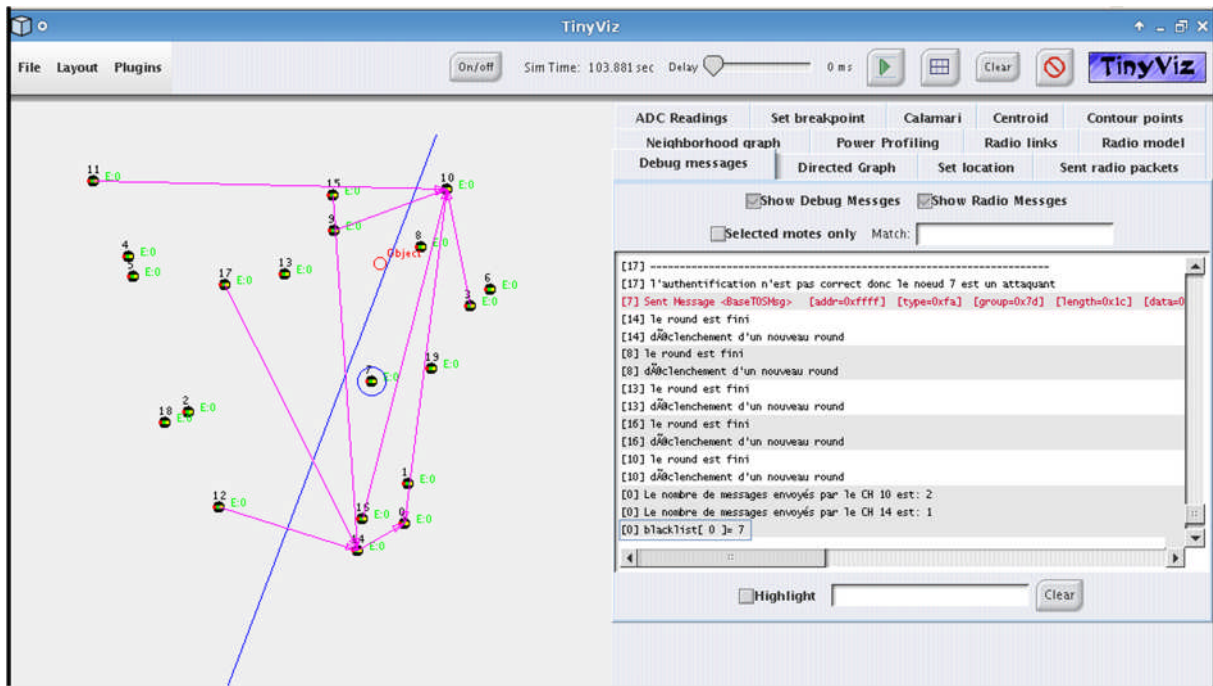 TinyViz
File Layout Plugins
On/off
Sim Time: 103.881 sec
Delay
0 ms
Clear
TinyViz
ADC Readings Set breakpoint Calamari Centroid Contour points
Neighborhood graph Power Profiling Radio links Radio model
Debug messages Directed Graph Set location Sent radio packets
Show Debug Messges Show Radio Messges
Selected motes only Match:
[17] --------------------------------------------------------------------
[17] l'authentification n'est pas correct donc le noeud 7 est un attaquant
[7] Sent Message <BaseTOSMsg> [addr=0xffff] [type=0xfa] [group=0x7d] [length=0x1c] [data=0
[14] le round est fini
[14] dÃ©clenchement d'un nouveau round
[8] le round est fini
[8] dÃ©clenchement d'un nouveau round
[13] le round est fini
[13] dÃ©clenchement d'un nouveau round
[16] le round est fini
[16] dÃ©clenchement d'un nouveau round
[10] le round est fini
[10] dÃ©clenchement d'un nouveau round
[0] Le nombre de messages envoyés par le CH 10 est: 2
[0] Le nombre de messages envoyés par le CH 14 est: 1
[0] blacklist[ 0 ]= 7
Highlight
Clear
11 E:0
15 E:0
10 E:0
9 E:0
8 E:0
Object
4 E:0
5 E:0
17 E:0
13 E:0
6 E:0
3 E:0
19 E:0
7 E:0
2 E:0
18 E:0
1 E:0
12 E:0
16 E:0
0 E:0
14 E:0